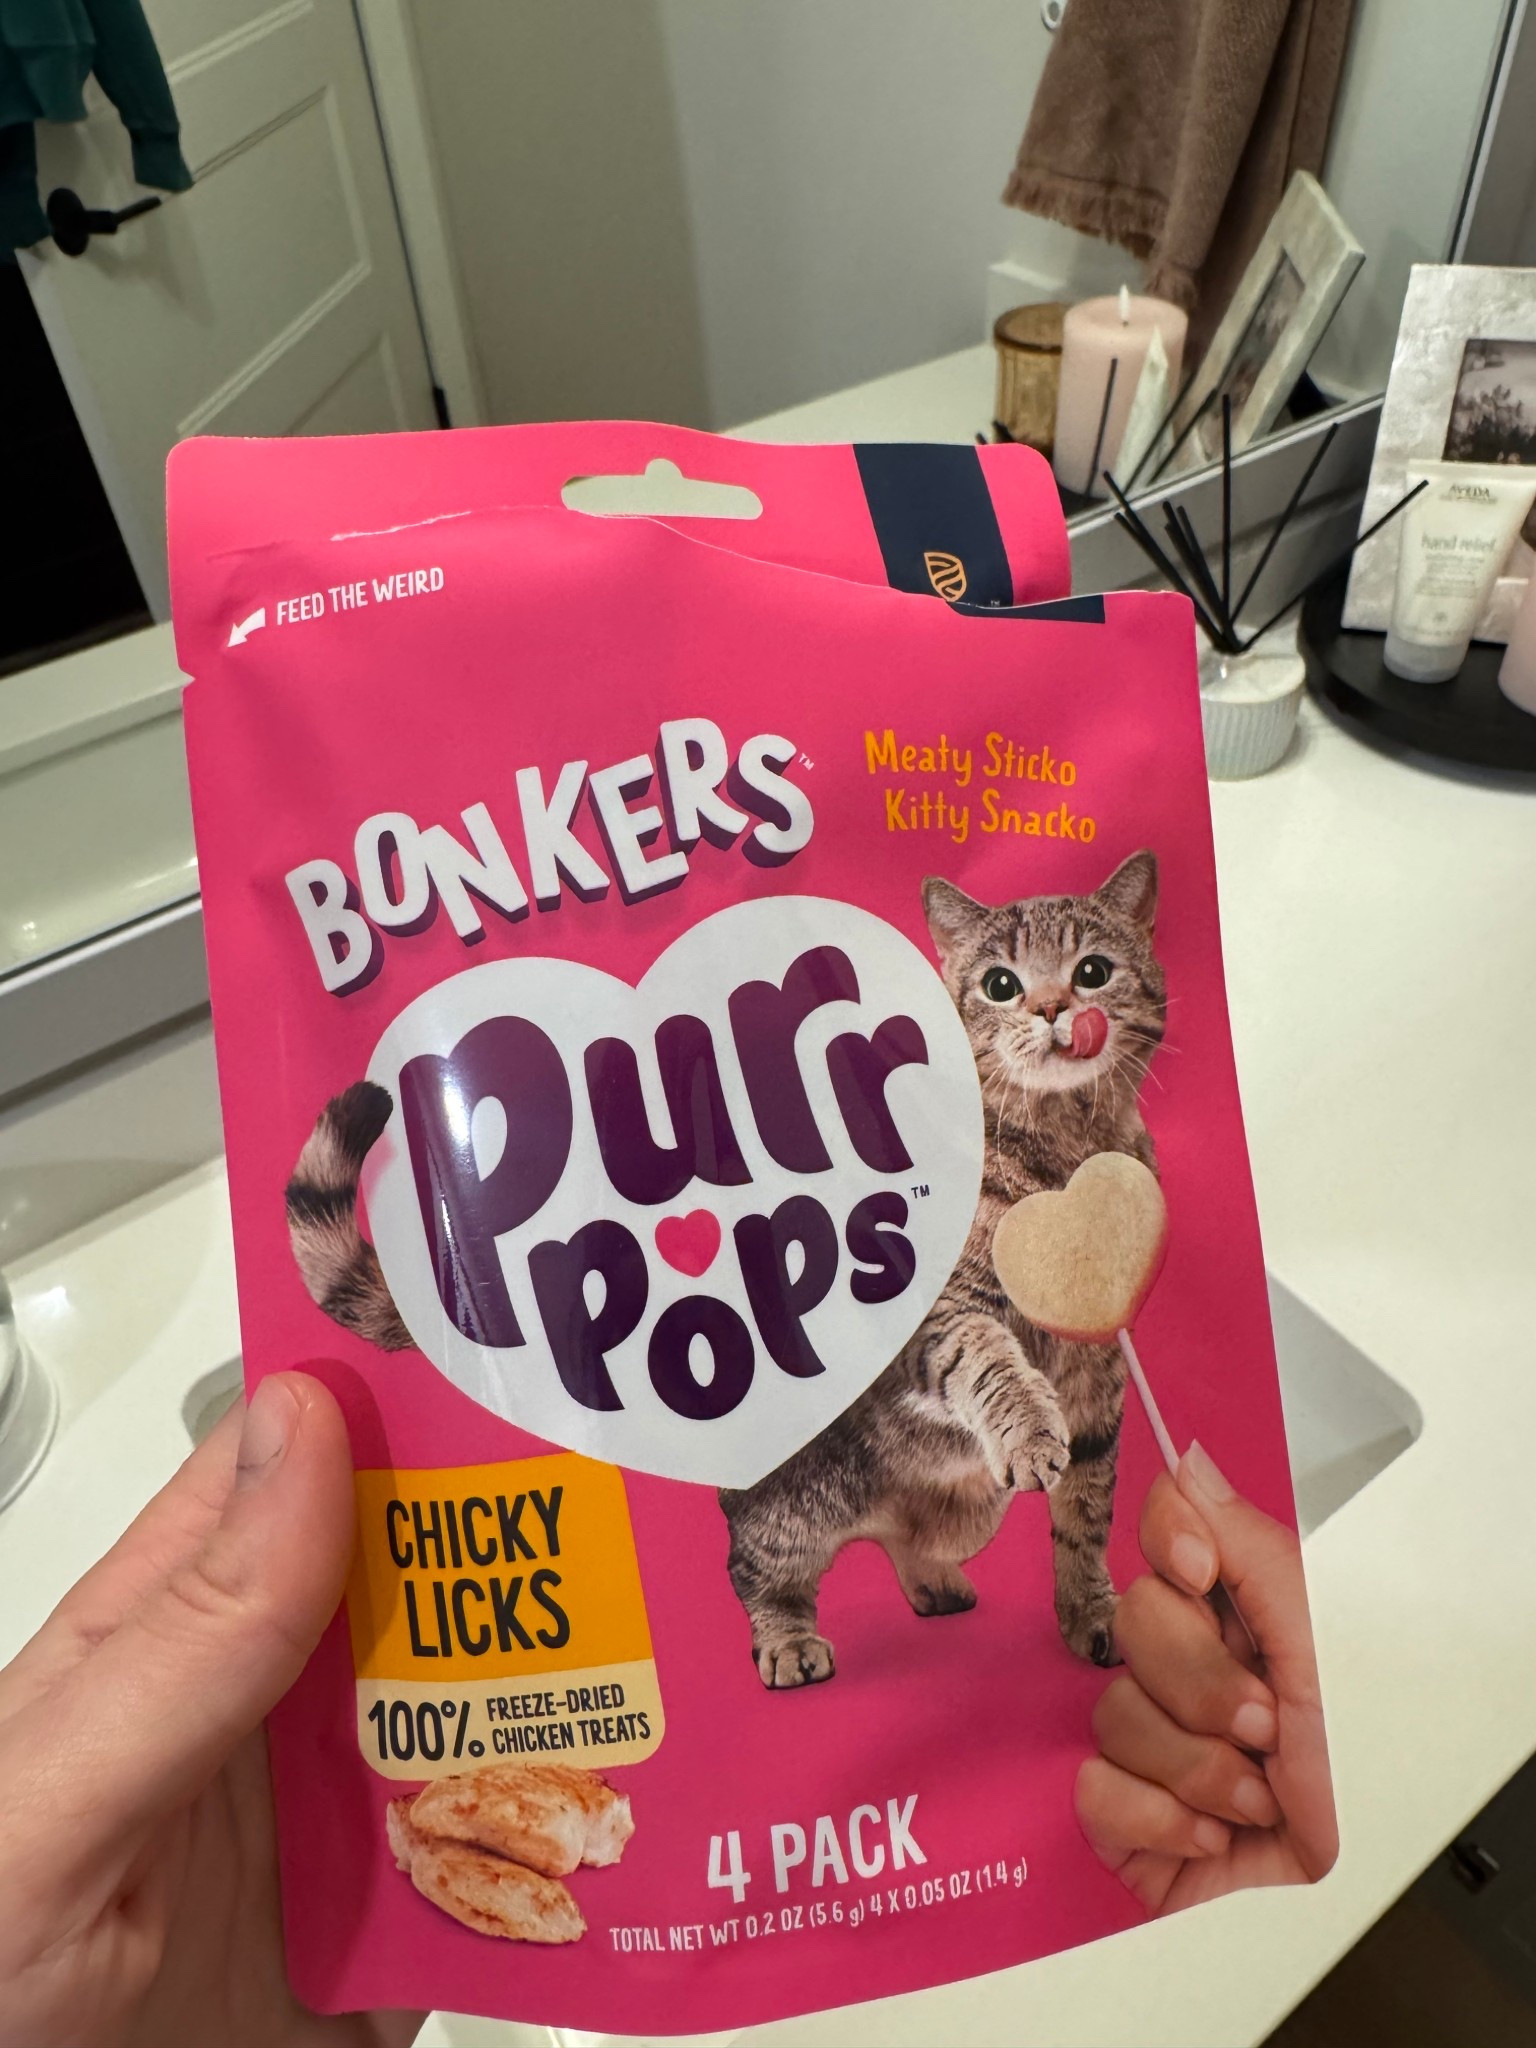 FEED THE WEIRD
BONKERS™
Meaty Sticko
Kitty Snacko
Purr
POPS™
CHICKY
LICKS
100% FREEZE-DRIED
CHICKEN TREATS
4 PACK
TOTAL NET WT 0.2 OZ (5.6 g) 4 X 0.05 OZ (1.4 g)
AVEDA
hand relief